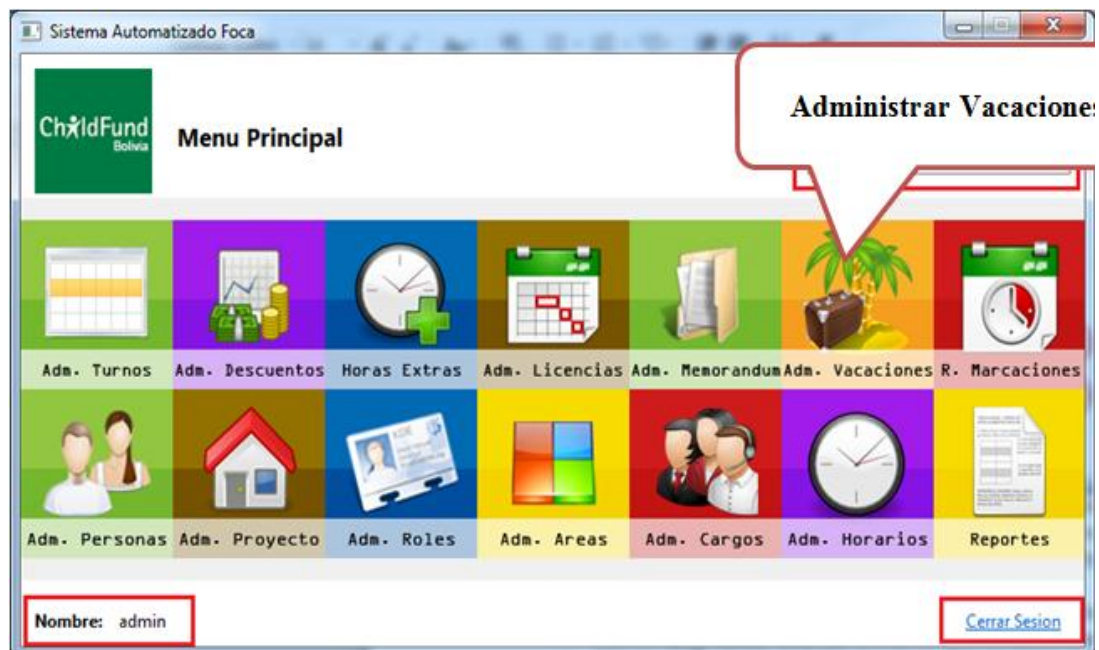 Sistema Automatizado Foca
ChildFund
Bolivia
Menu Principal
Administrar Vacaciones
Adm. Turnos
Adm. Descuentos
Horas Extras
Adm. Licencias
Adm. Memorandum
Adm. Vacaciones
R. Marcaciones
Adm. Personas
Adm. Proyecto
Adm. Roles
Adm. Areas
Adm. Cargos
Adm. Horarios
Reportes
Nombre: admin
Cerrar Sesion